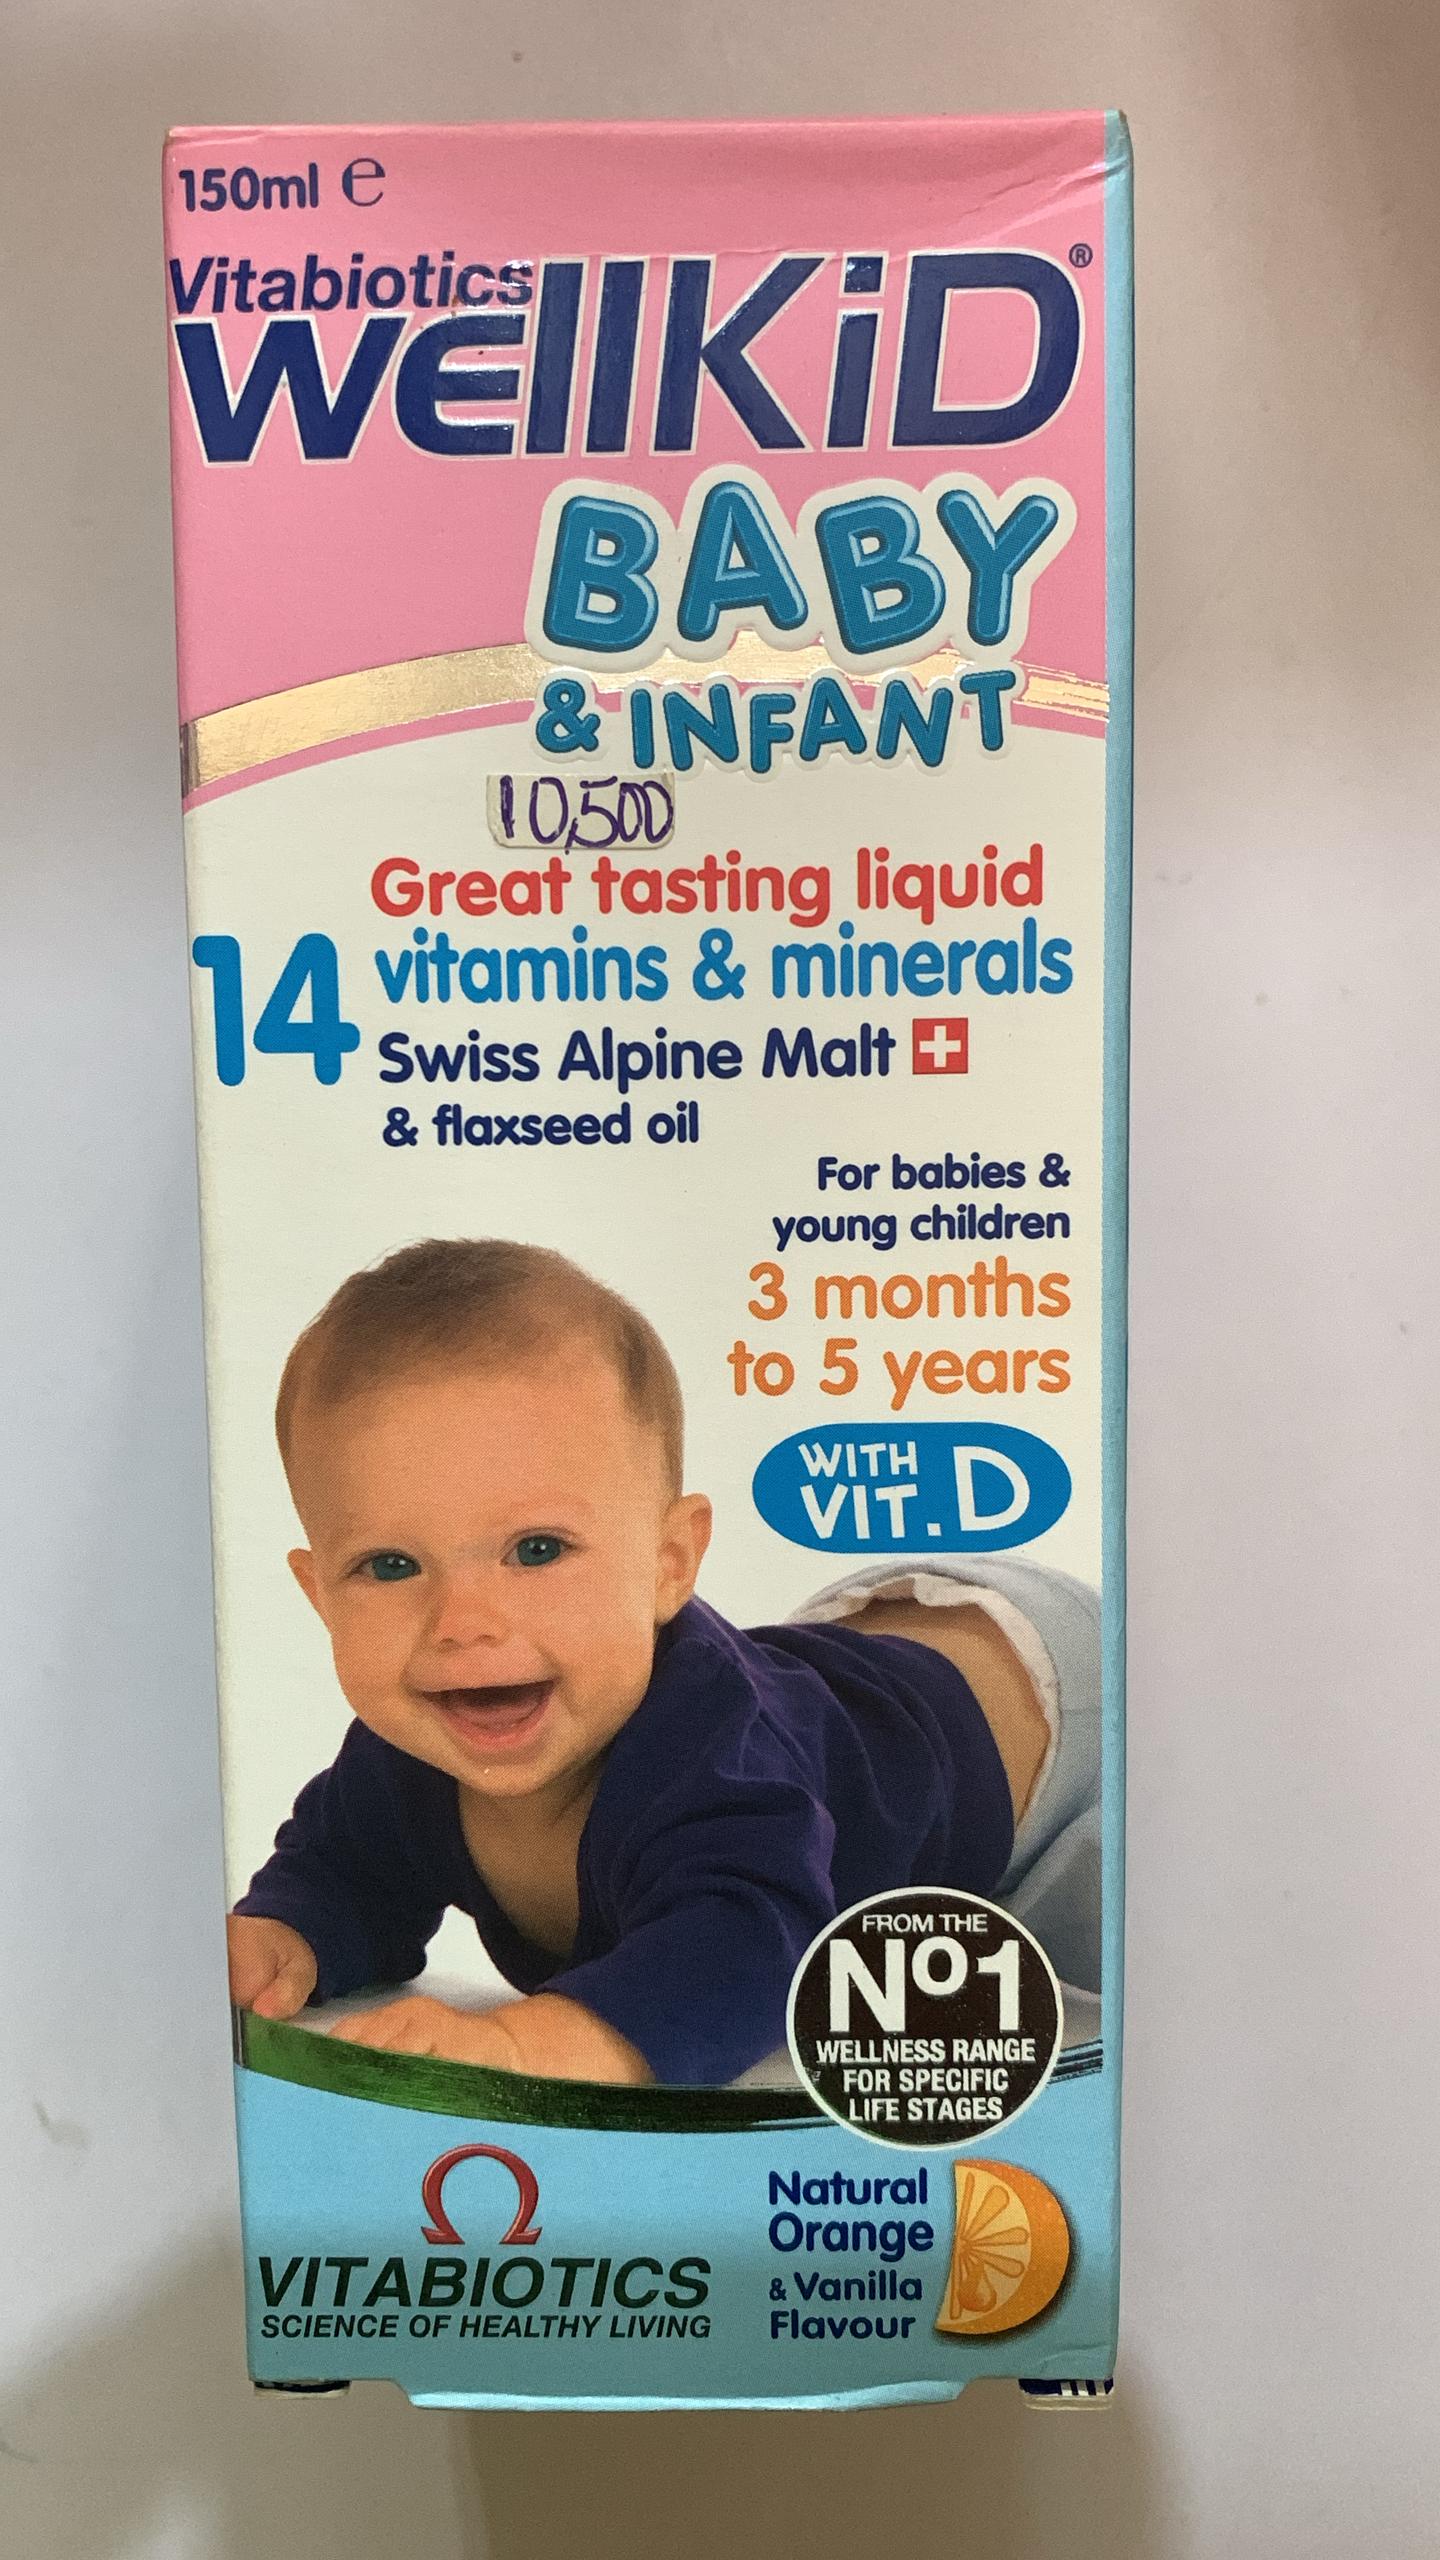 150ml ℮
Vitabiotics
wellKiD®
BABY
& INFANT
10,500
Great tasting liquid
14 vitamins & minerals
Swiss Alpine Malt
& flaxseed oil
For babies &
young children
3 months
to 5 years
WITH
VIT. D
FROM THE
Nº1
WELLNESS RANGE
FOR SPECIFIC
LIFE STAGES
VITABIOTICS
SCIENCE OF HEALTHY LIVING
Natural
Orange
& Vanilla
Flavour